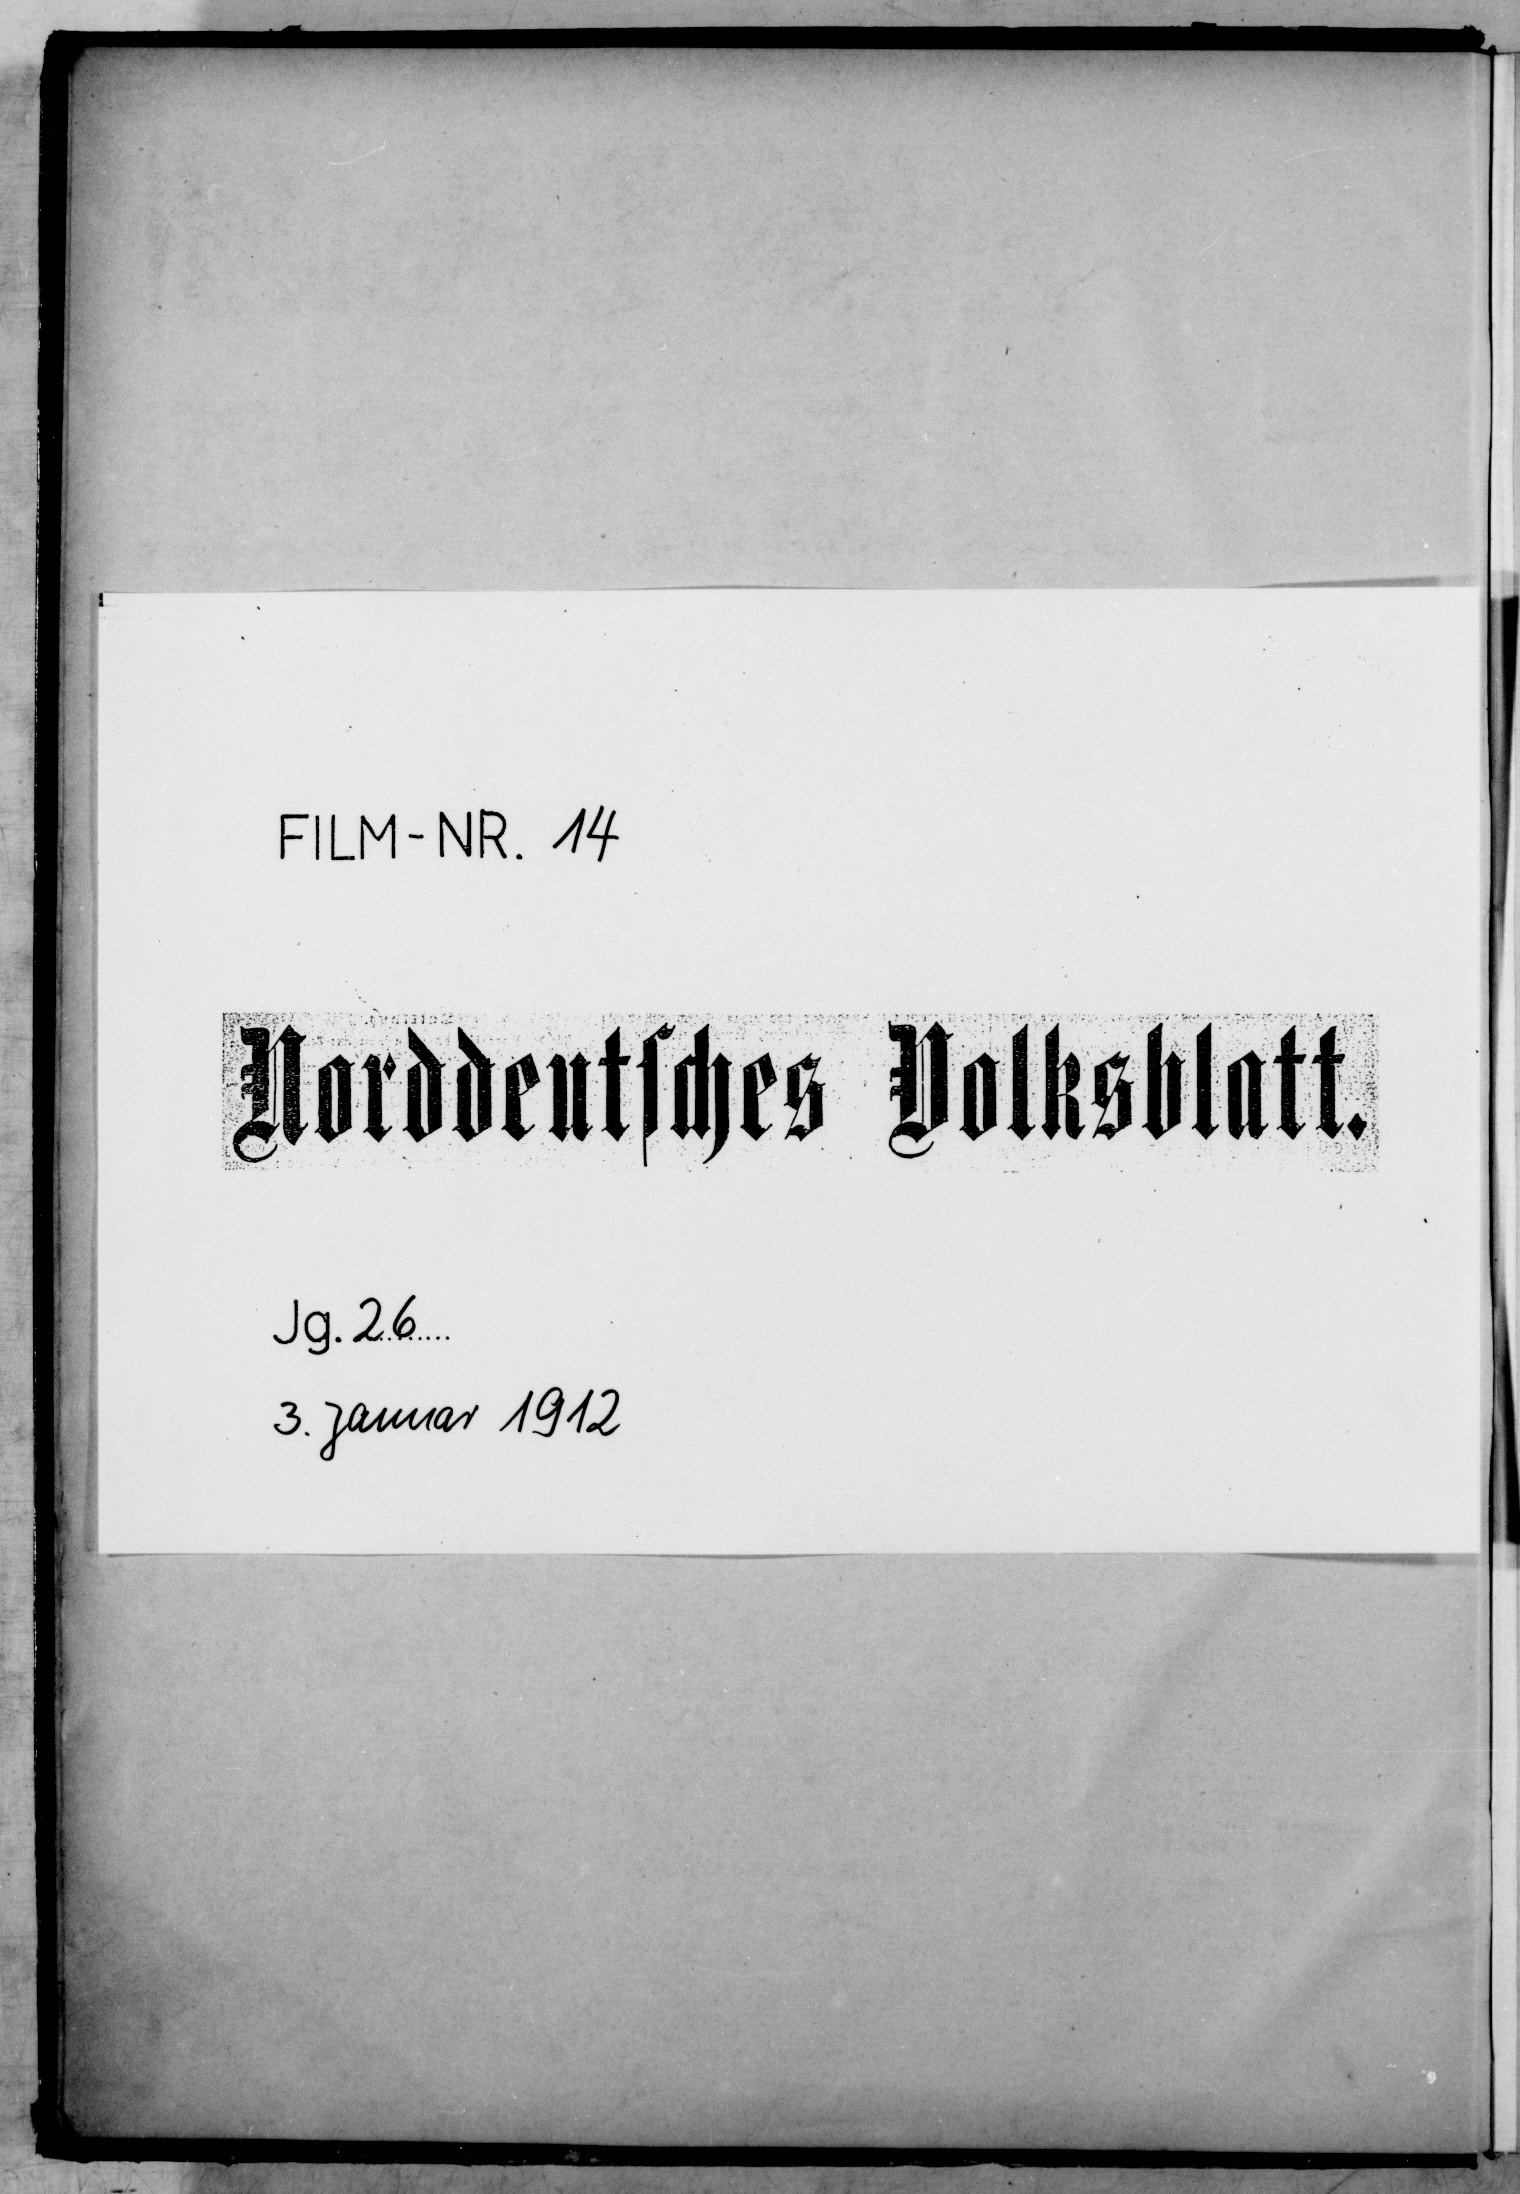 FILM-NR. 14
Norddeutſches Volksblatt.
Jg. 26
3. Januar 1912